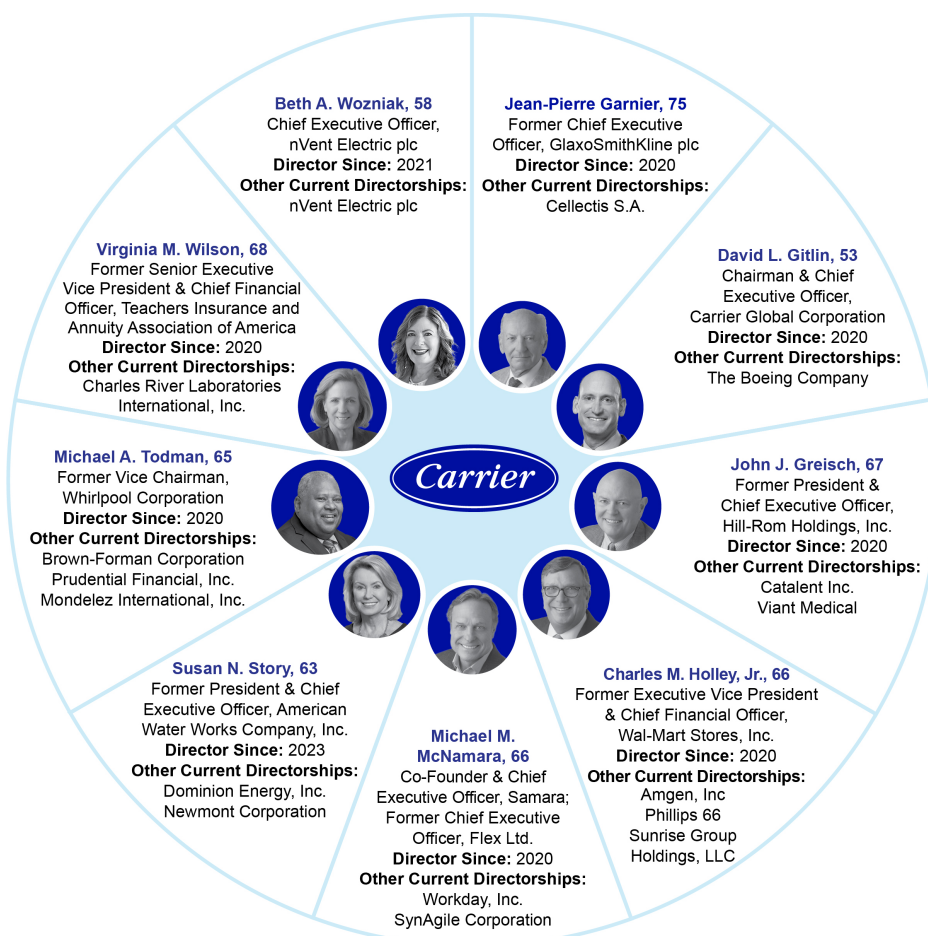 Beth A. Wozniak, 58
Chief Executive Officer,
nVent Electric plc
Director Since: 2021
Other Current Directorships:
nVent Electric plc
Jean-Pierre Garnier, 75
Former Chief Executive
Officer, GlaxoSmithKline plc
Director Since: 2020
Other Current Directorships:
Cellectis S.A.
David L. Gitlin, 53
Chairman & Chief
Executive Officer,
Carrier Global Corporation
Director Since: 2020
Other Current Directorships:
The Boeing Company
John J. Greisch, 67
Former President &
Chief Executive Officer,
Hill-Rom Holdings, Inc.
Director Since: 2020
Other Current Directorships:
Catalent Inc.
Viant Medical
Charles M. Holley, Jr., 66
Former Executive Vice President
& Chief Financial Officer,
Wal-Mart Stores, Inc.
Director Since: 2020
Other Current Directorships:
Amgen, Inc
Phillips 66
Sunrise Group
Holdings, LLC
Michael M.
McNamara, 66
Co-Founder & Chief
Executive Officer, Samara;
Former Chief Executive
Officer, Flex Ltd.
Director Since: 2020
Other Current Directorships:
Workday, Inc.
SynAgile Corporation
Susan N. Story, 63
Former President & Chief
Executive Officer, American
Water Works Company, Inc.
Director Since: 2023
Other Current Directorships:
Dominion Energy, Inc.
Newmont Corporation
Michael A. Todman, 65
Former Vice Chairman,
Whirlpool Corporation
Director Since: 2020
Other Current Directorships:
Brown-Forman Corporation
Prudential Financial, Inc.
Mondelez International, Inc.
Virginia M. Wilson, 68
Former Senior Executive
Vice President & Chief Financial
Officer, Teachers Insurance and
Annuity Association of America
Director Since: 2020
Other Current Directorships:
Charles River Laboratories
International, Inc.
Carrier